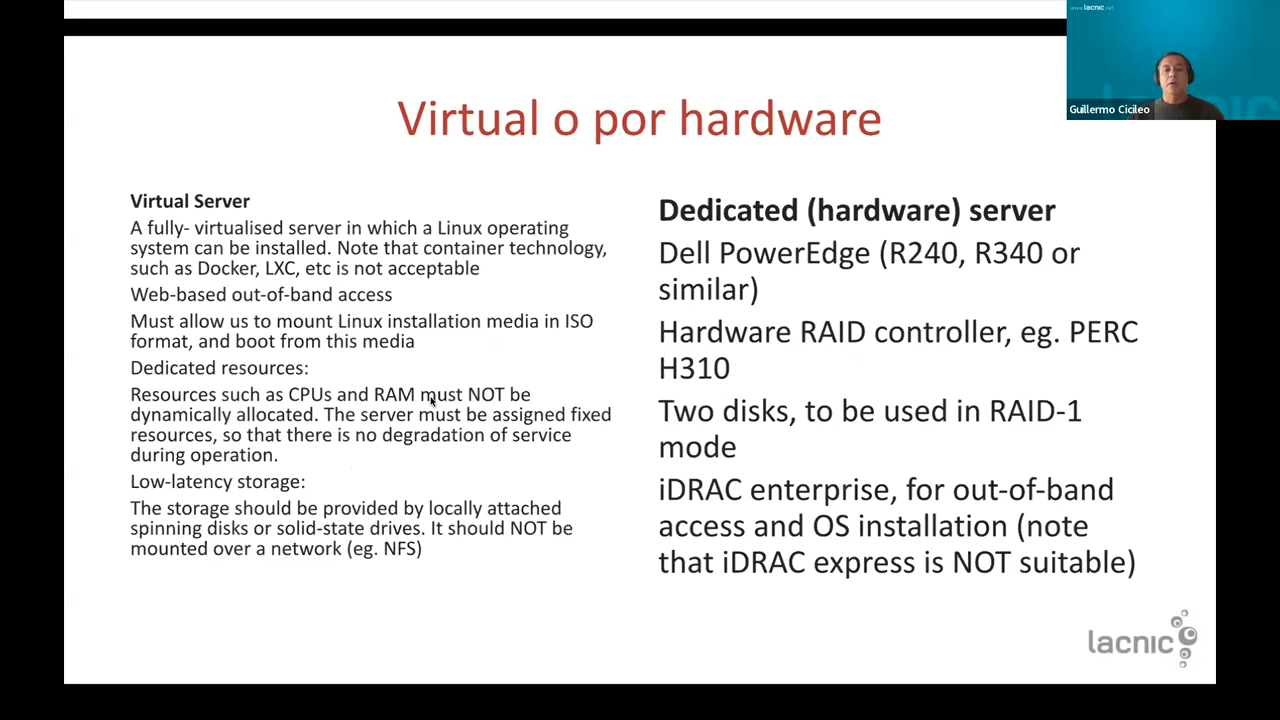 www.lacnic.net
Guillermo Cicileo
Virtual o por hardware
Virtual Server
A fully- virtualised server in which a Linux operating
system can be installed. Note that container technology,
such as Docker, LXC, etc is not acceptable
Web-based out-of-band access
Must allow us to mount Linux installation media in ISO
format, and boot from this media
Dedicated resources:
Resources such as CPUs and RAM must NOT be
dynamically allocated. The server must be assigned fixed
resources, so that there is no degradation of service
during operation.
Low-latency storage:
The storage should be provided by locally attached
spinning disks or solid-state drives. It should NOT be
mounted over a network (eg. NFS)
Dedicated (hardware) server
Dell PowerEdge (R240, R340 or
similar)
Hardware RAID controller, eg. PERC
H310
Two disks, to be used in RAID-1
mode
iDRAC enterprise, for out-of-band
access and OS installation (note
that iDRAC express is NOT suitable)
lacnic